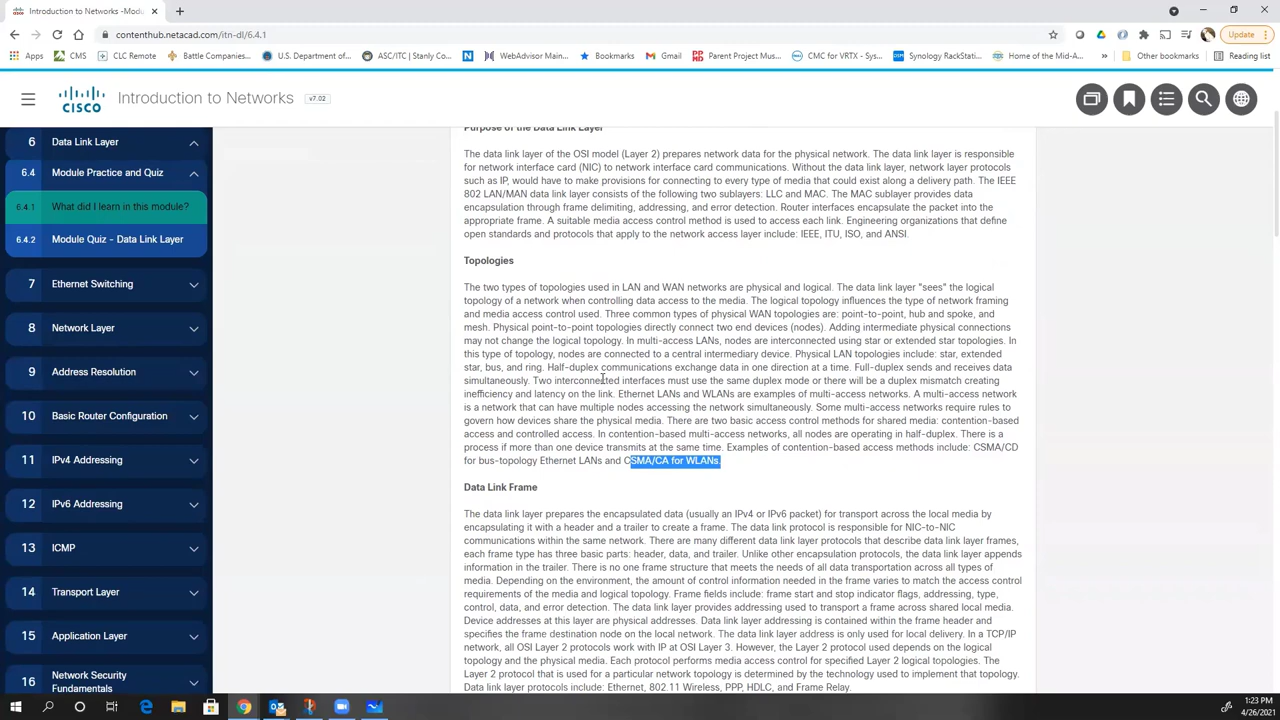 Introduction to Networks -Modu
contenthub.netacad.com/itn-dl/6.4.1
Update
Apps
CMS
CLC Remote
Battle Companies...
U.S. Department of...
ASC/ITC | Stanly Co...
WebAdvisor Main...
Bookmarks
Gmail
Parent Project Mus...
CMC for VRTX - Sys...
Synology RackStati...
Home of the Mid-A...
»
Other bookmarks
Reading list
CISCO
Introduction to Networks
v7.02
6
Data Link Layer
6.4
Module Practice and Quiz
6.4.1
What did I learn in this module?
6.4.2
Module Quiz - Data Link Layer
7
Ethernet Switching
8
Network Layer
9
Address Resolution
10
Basic Router Configuration
11
IPv4 Addressing
12
IPv6 Addressing
13
ICMP
14
Transport Layer
15
Application Layer
16
Network Security
Fundamentals
Purpose of the Data Link Layer
The data link layer of the OSI model (Layer 2) prepares network data for the physical network. The data link layer is responsible
for network interface card (NIC) to network interface card communications. Without the data link layer, network layer protocols
such as IP, would have to make provisions for connecting to every type of media that could exist along a delivery path. The IEEE
802 LAN/MAN data link layer consists of the following two sublayers: LLC and MAC. The MAC sublayer provides data
encapsulation through frame delimiting, addressing, and error detection. Router interfaces encapsulate the packet into the
appropriate frame. A suitable media access control method is used to access each link. Engineering organizations that define
open standards and protocols that apply to the network access layer include: IEEE, ITU, ISO, and ANSI.
Topologies
The two types of topologies used in LAN and WAN networks are physical and logical. The data link layer "sees" the logical
topology of a network when controlling data access to the media. The logical topology influences the type of network framing
and media access control used. Three common types of physical WAN topologies are: point-to-point, hub and spoke, and
mesh. Physical point-to-point topologies directly connect two end devices (nodes). Adding intermediate physical connections
may not change the logical topology. In multi-access LANs, nodes are interconnected using star or extended star topologies. In
this type of topology, nodes are connected to a central intermediary device. Physical LAN topologies include: star, extended
star, bus, and ring. Half-duplex communications exchange data in one direction at a time. Full-duplex sends and receives data
simultaneously. Two interconnected interfaces must use the same duplex mode or there will be a duplex mismatch creating
inefficiency and latency on the link. Ethernet LANs and WLANs are examples of multi-access networks. A multi-access network
is a network that can have multiple nodes accessing the network simultaneously. Some multi-access networks require rules to
govern how devices share the physical media. There are two basic access control methods for shared media: contention-based
access and controlled access. In contention-based multi-access networks, all nodes are operating in half-duplex. There is a
process if more than one device transmits at the same time. Examples of contention-based access methods include: CSMA/CD
for bus-topology Ethernet LANs and CSMA/CA for WLANs.
Data Link Frame
The data link layer prepares the encapsulated data (usually an IPv4 or IPv6 packet) for transport across the local media by
encapsulating it with a header and a trailer to create a frame. The data link protocol is responsible for NIC-to-NIC
communications within the same network. There are many different data link layer protocols that describe data link layer frames,
each frame type has three basic parts: header, data, and trailer. Unlike other encapsulation protocols, the data link layer appends
information in the trailer. There is no one frame structure that meets the needs of all data transportation across all types of
media. Depending on the environment, the amount of control information needed in the frame varies to match the access control
requirements of the media and logical topology. Frame fields include: frame start and stop indicator flags, addressing, type,
control, data, and error detection. The data link layer provides addressing used to transport a frame across shared local media.
Device addresses at this layer are physical addresses. Data link layer addressing is contained within the frame header and
specifies the frame destination node on the local network. The data link layer address is only used for local delivery. In a TCP/IP
network, all OSI Layer 2 protocols work with IP at OSI Layer 3. However, the Layer 2 protocol used depends on the logical
topology and the physical media. Each protocol performs media access control for specified Layer 2 logical topologies. The
Layer 2 protocol that is used for a particular network topology is determined by the technology used to implement that topology.
Data link layer protocols include: Ethernet, 802.11 Wireless, PPP, HDLC, and Frame Relay.
1:23 PM
4/26/2021